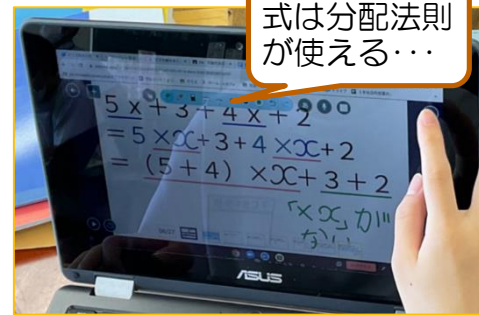 式は分配法則
が使える･･･
5x+3+4x+2
=5×x+3+4×x+2
=(5+4)×x+3+2
「×x」が
ない
ASUS